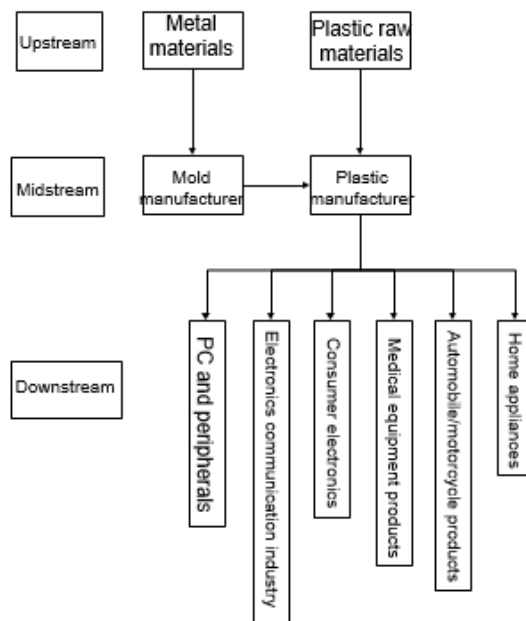 Upstream
Metal
materials
Plastic raw
materials
Midstream
Mold
manufacturer
Plastic
manufacturer
Downstream
PC and peripherals
Electronics communication industry
Consumer electronics
Medical equipment products
Automobile/motorcycle products
Home appliances